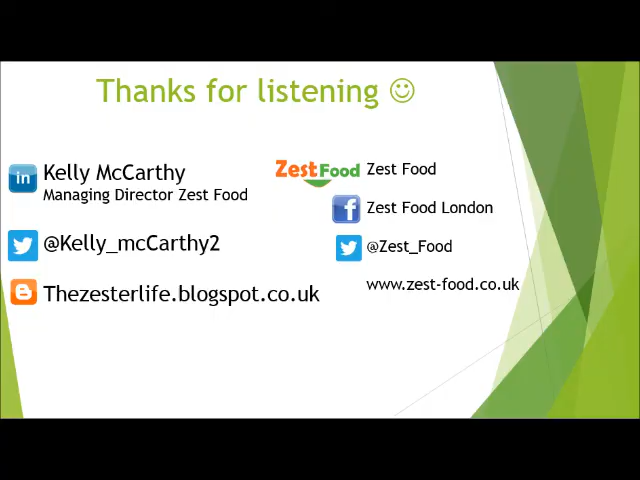 Thanks for listening ☺
in Kelly McCarthy
Managing Director Zest Food
@Kelly_mcCarthy2
Thezesterlife.blogspot.co.uk
Zest Food Zest Food
f Zest Food London
@Zest_Food
www.zest-food.co.uk